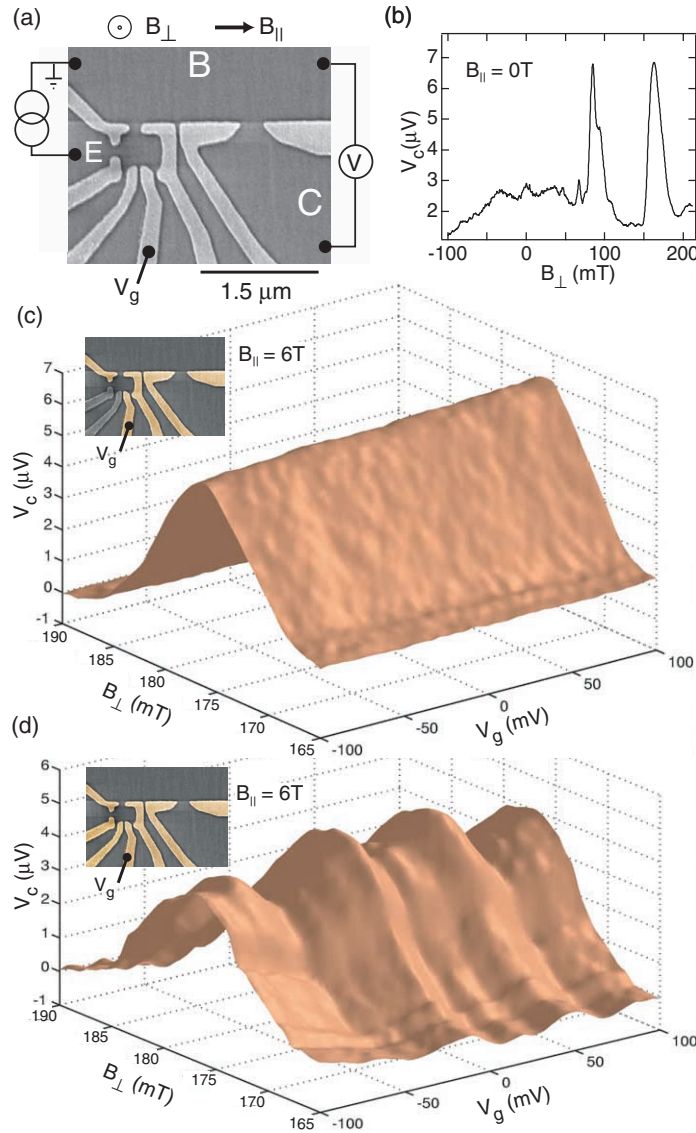 (a)
B⊥
B||
B
E
V
C
Vg
1.5 μm
(b)
B|| = 0T
7
6
5
4
3
2
Vc(μV)
-100
0
100
200
B⊥ (mT)
(c)
B|| = 6T
Vg
7
6
5
4
3
2
1
0
-1
Vc (μV)
190
185
180
175
170
165
B⊥ (mT)
-100
-50
0
50
100
Vg (mV)
(d)
B|| = 6T
Vg
6
5
4
3
2
1
0
-1
Vc (μV)
190
185
180
175
170
165
B⊥ (mT)
-100
-50
0
50
100
Vg (mV)